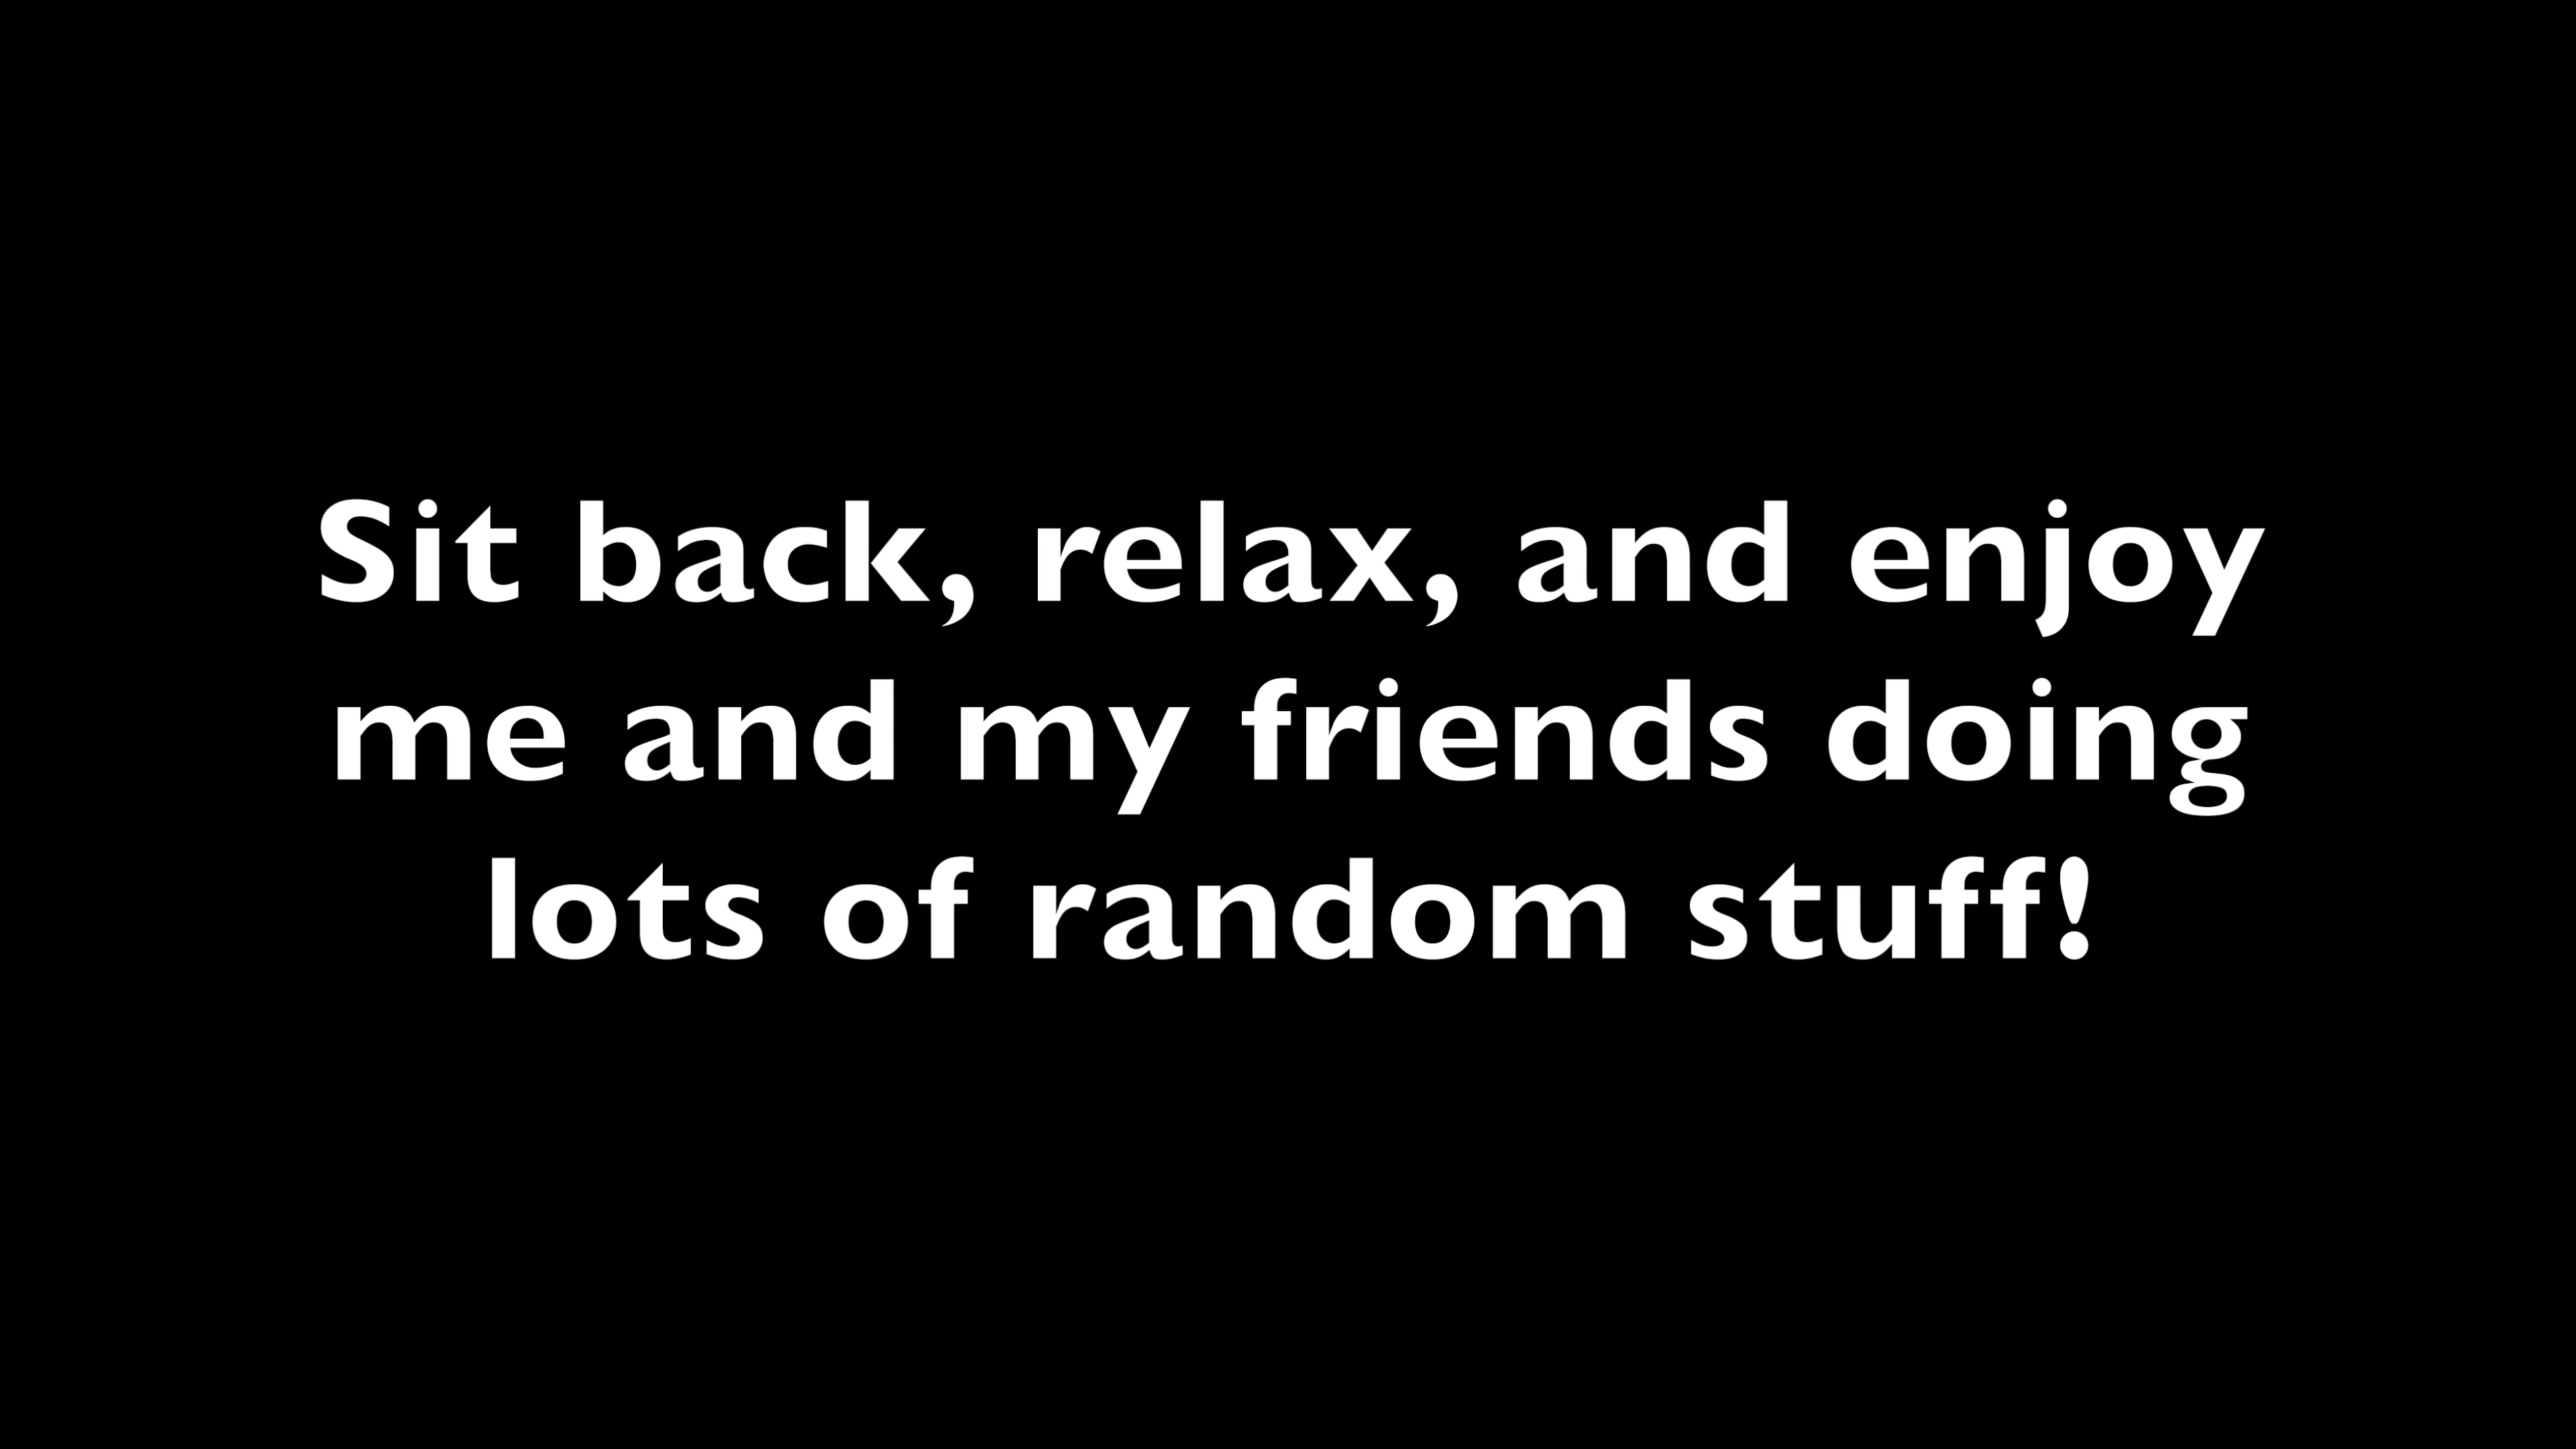 Sit back, relax, and enjoy
me and my friends doing
lots of random stuff!